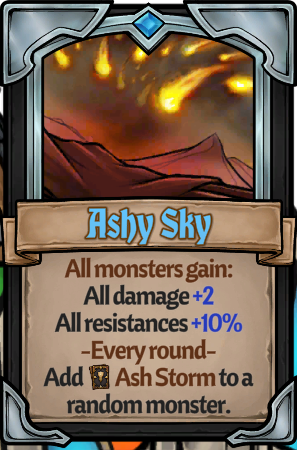 Ashy Sky
All monsters gain:
All damage +2
All resistances +10%
-Every round-
Add Ash Storm to a
random monster.